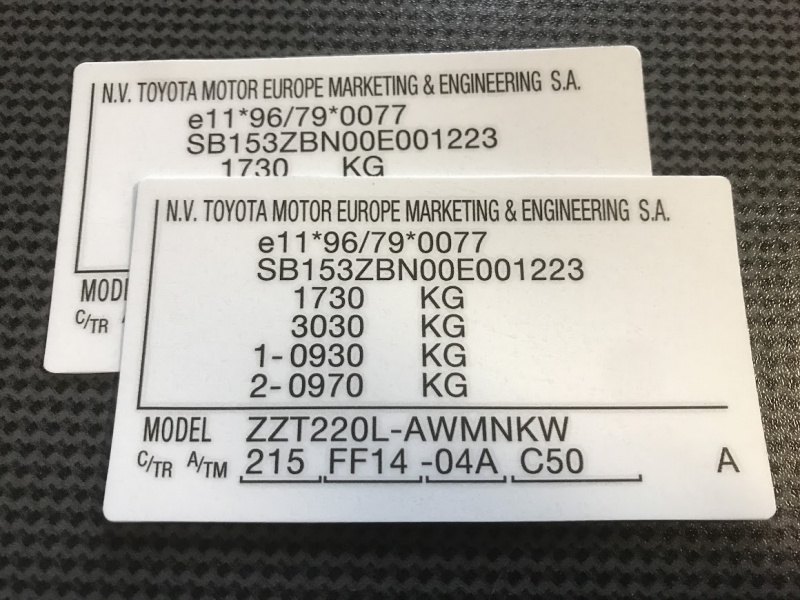 N.V. TOYOTA MOTOR EUROPE MARKETING & ENGINEERING S.A.
e11*96/79*0077
SB153ZBN00E001223
1730 KG
MODEL
C/TR
N.V. TOYOTA MOTOR EUROPE MARKETING & ENGINEERING S.A.
e11*96/79*0077
SB153ZBN00E001223
1730 KG
3030 KG
1-0930 KG
2-0970 KG
MODEL ZZT220L-AWMNKW
C/TR A/TM 215 FF14 -04A C50 A